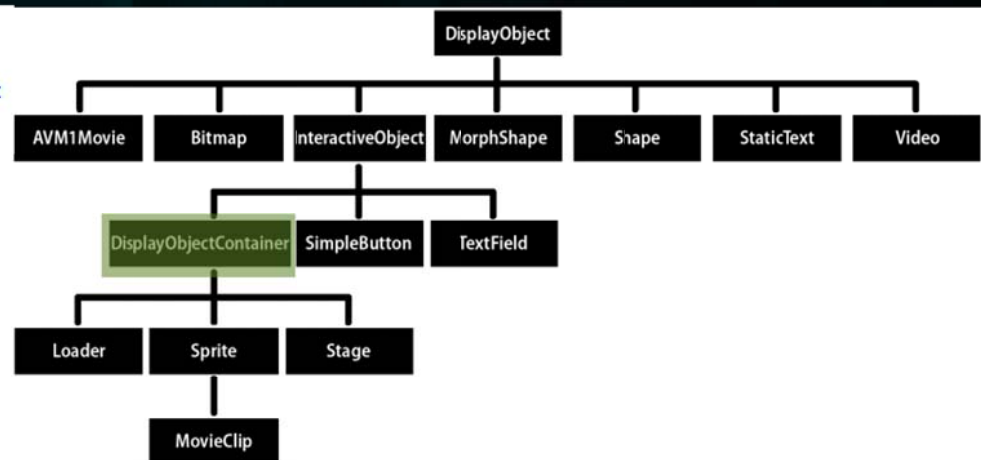 DisplayObject
AVM1Movie Bitmap InteractiveObject MorphShape Shape StaticText Video
DisplayObjectContainer SimpleButton TextField
Loader Sprite Stage
MovieClip